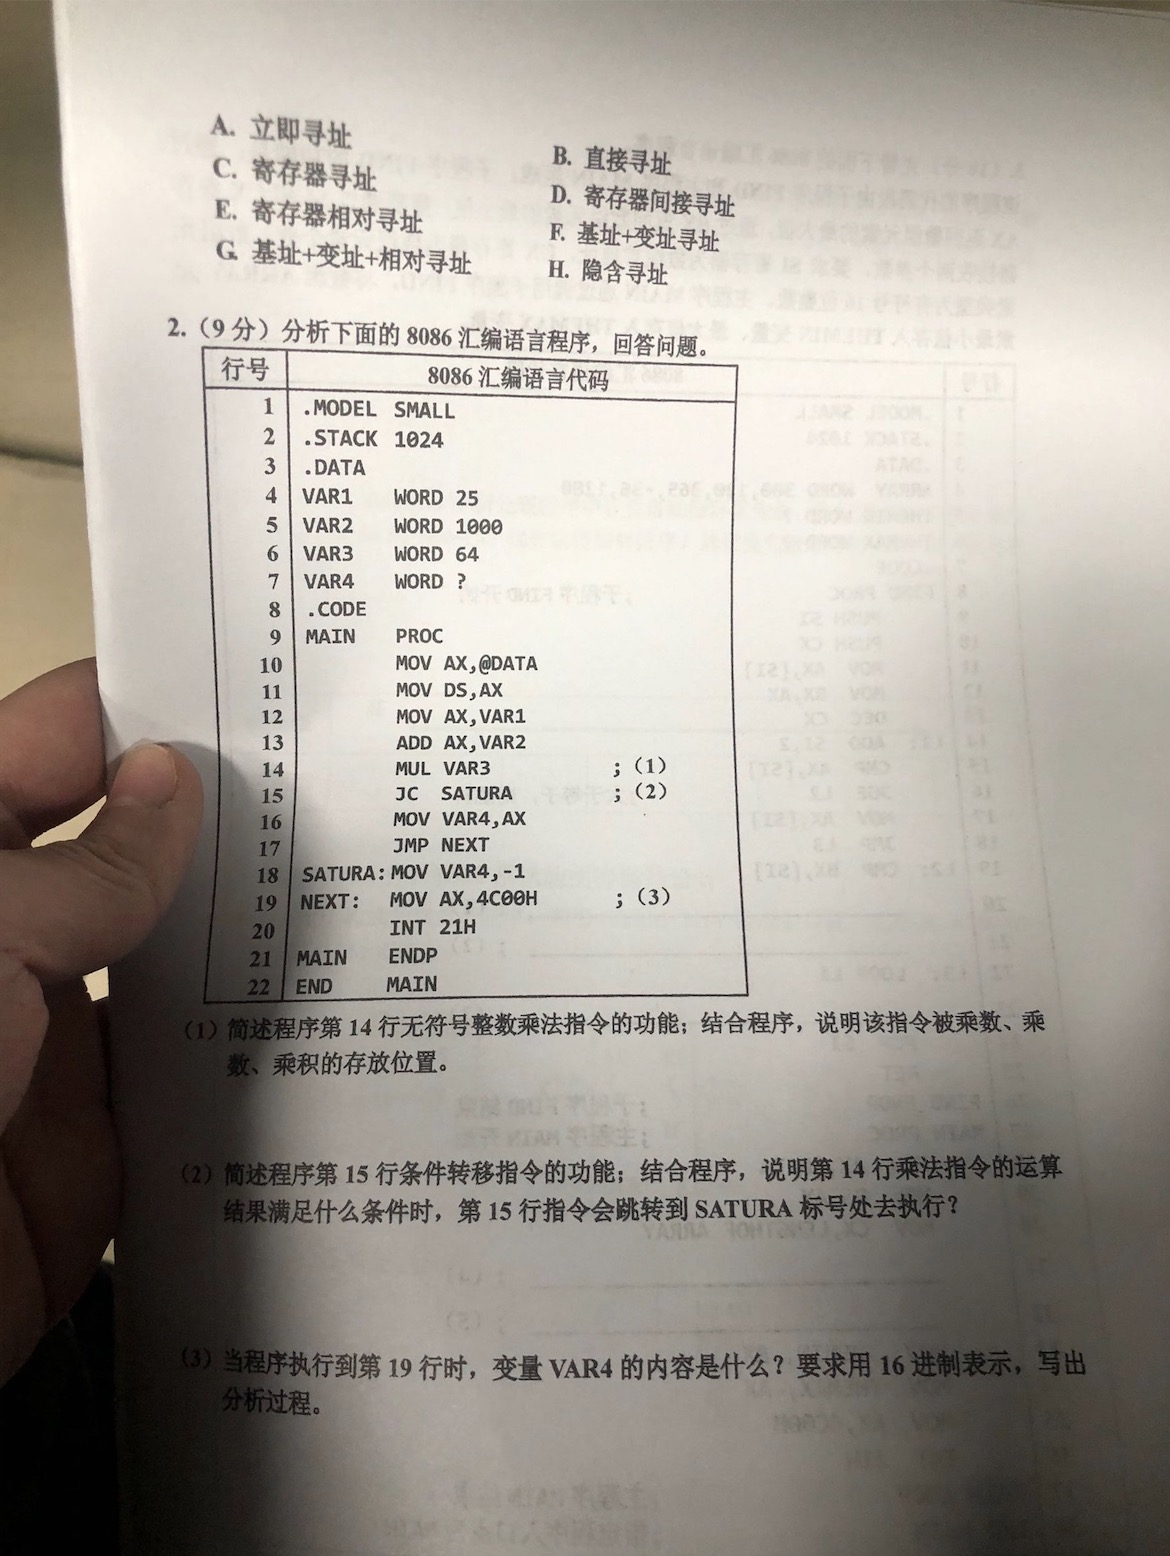 A. 立即寻址
B. 直接寻址
C. 寄存器寻址
D. 寄存器间接寻址
E. 寄存器相对寻址
F. 基址+变址寻址
G. 基址+变址+相对寻址
H. 隐含寻址
2.（9 分）分析下面的 8086 汇编语言程序，回答问题。
行号 8086 汇编语言代码
1 .MODEL SMALL
2 .STACK 1024
3 .DATA
4 VAR1 WORD 25
5 VAR2 WORD 1000
6 VAR3 WORD 64
7 VAR4 WORD ?
8 .CODE
9 MAIN PROC
10 MOV AX,@DATA
11 MOV DS,AX
12 MOV AX,VAR1
13 ADD AX,VAR2
14 MUL VAR3 ;（1）
15 JC SATURA ;（2）
16 MOV VAR4,AX
17 JMP NEXT
18 SATURA: MOV VAR4,-1
19 NEXT: MOV AX,4C00H ;（3）
20 INT 21H
21 MAIN ENDP
22 END MAIN
（1）简述程序第 14 行无符号整数乘法指令的功能；结合程序，说明该指令被乘数、乘
数、乘积的存放位置。
（2）简述程序第 15 行条件转移指令的功能；结合程序，说明第 14 行乘法指令的运算
结果满足什么条件时，第 15 行指令会跳转到 SATURA 标号处去执行？
（3）当程序执行到第 19 行时，变量 VAR4 的内容是什么？要求用 16 进制表示，写出
分析过程。